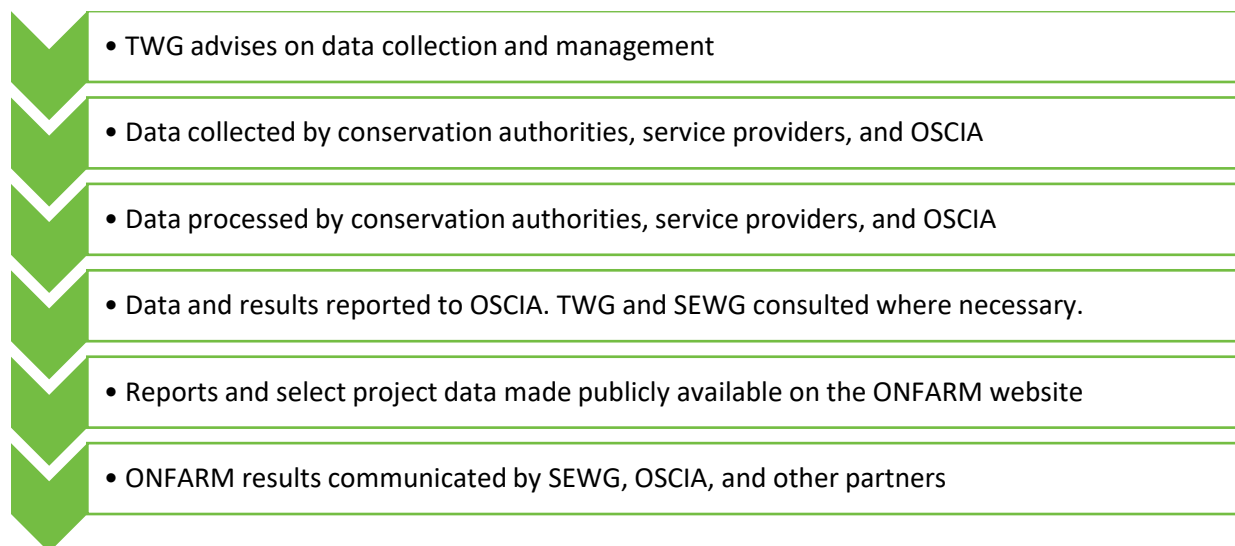 • TWG advises on data collection and management
• Data collected by conservation authorities, service providers, and OSCIA
• Data processed by conservation authorities, service providers, and OSCIA
• Data and results reported to OSCIA. TWG and SEWG consulted where necessary.
• Reports and select project data made publicly available on the ONFARM website
• ONFARM results communicated by SEWG, OSCIA, and other partners